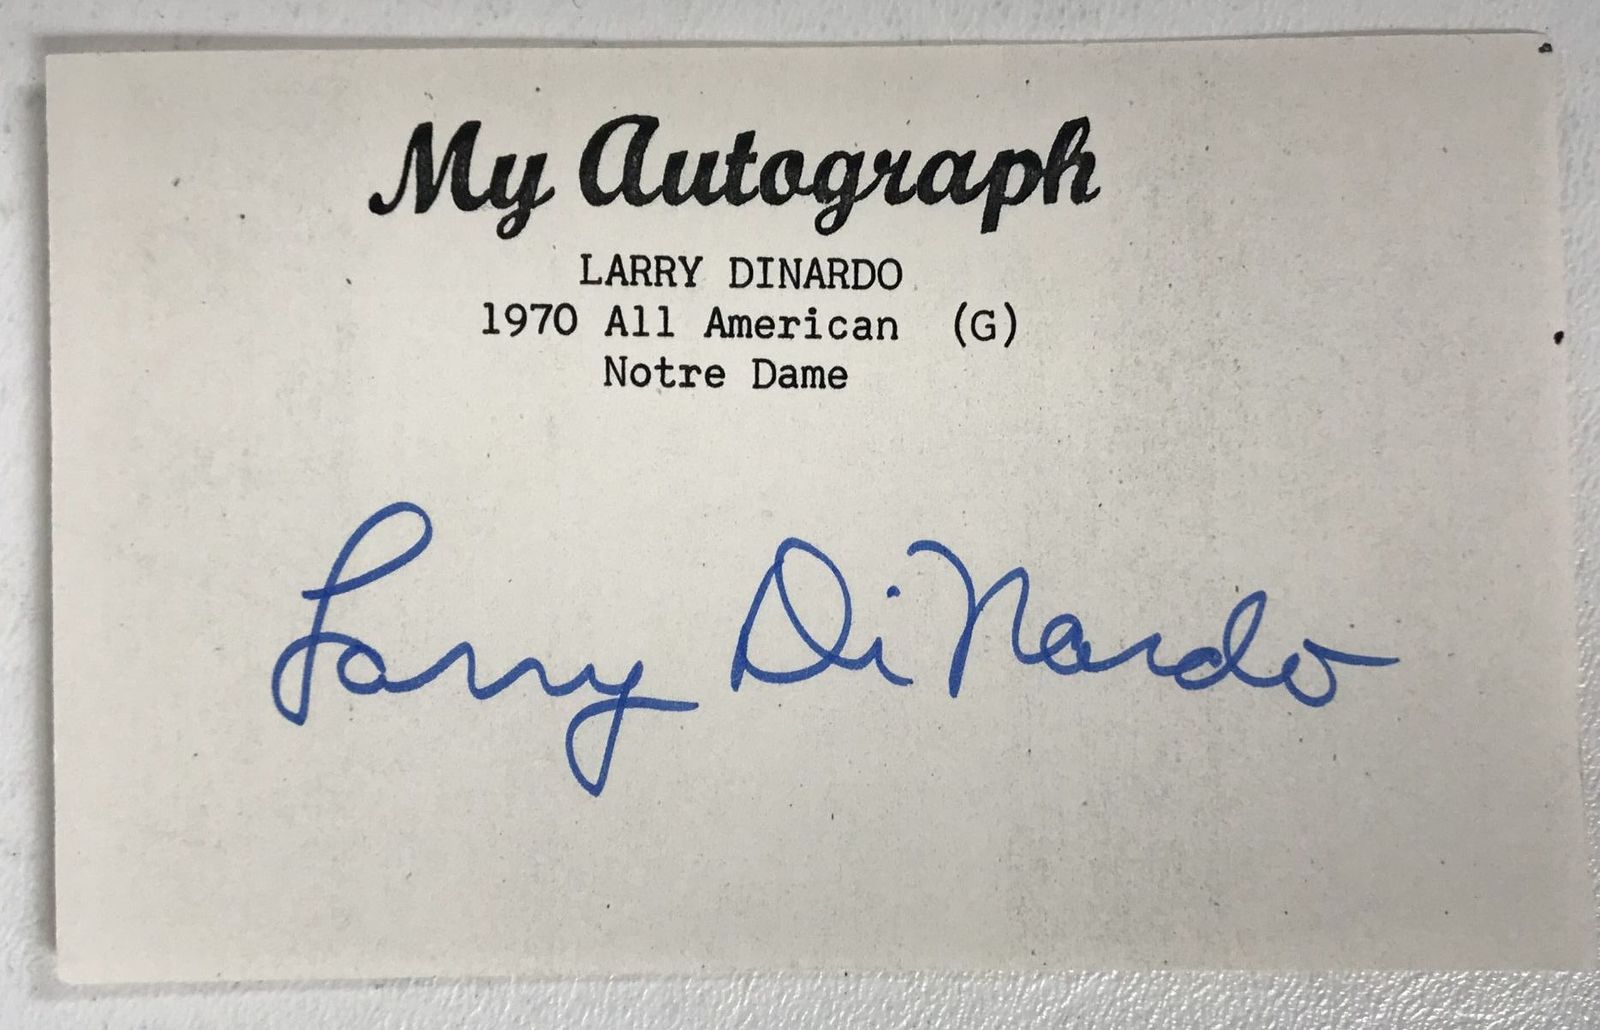 My Autograph
LARRY DINARDO
1970 All American (G)
Notre Dame
Larry DiNardo